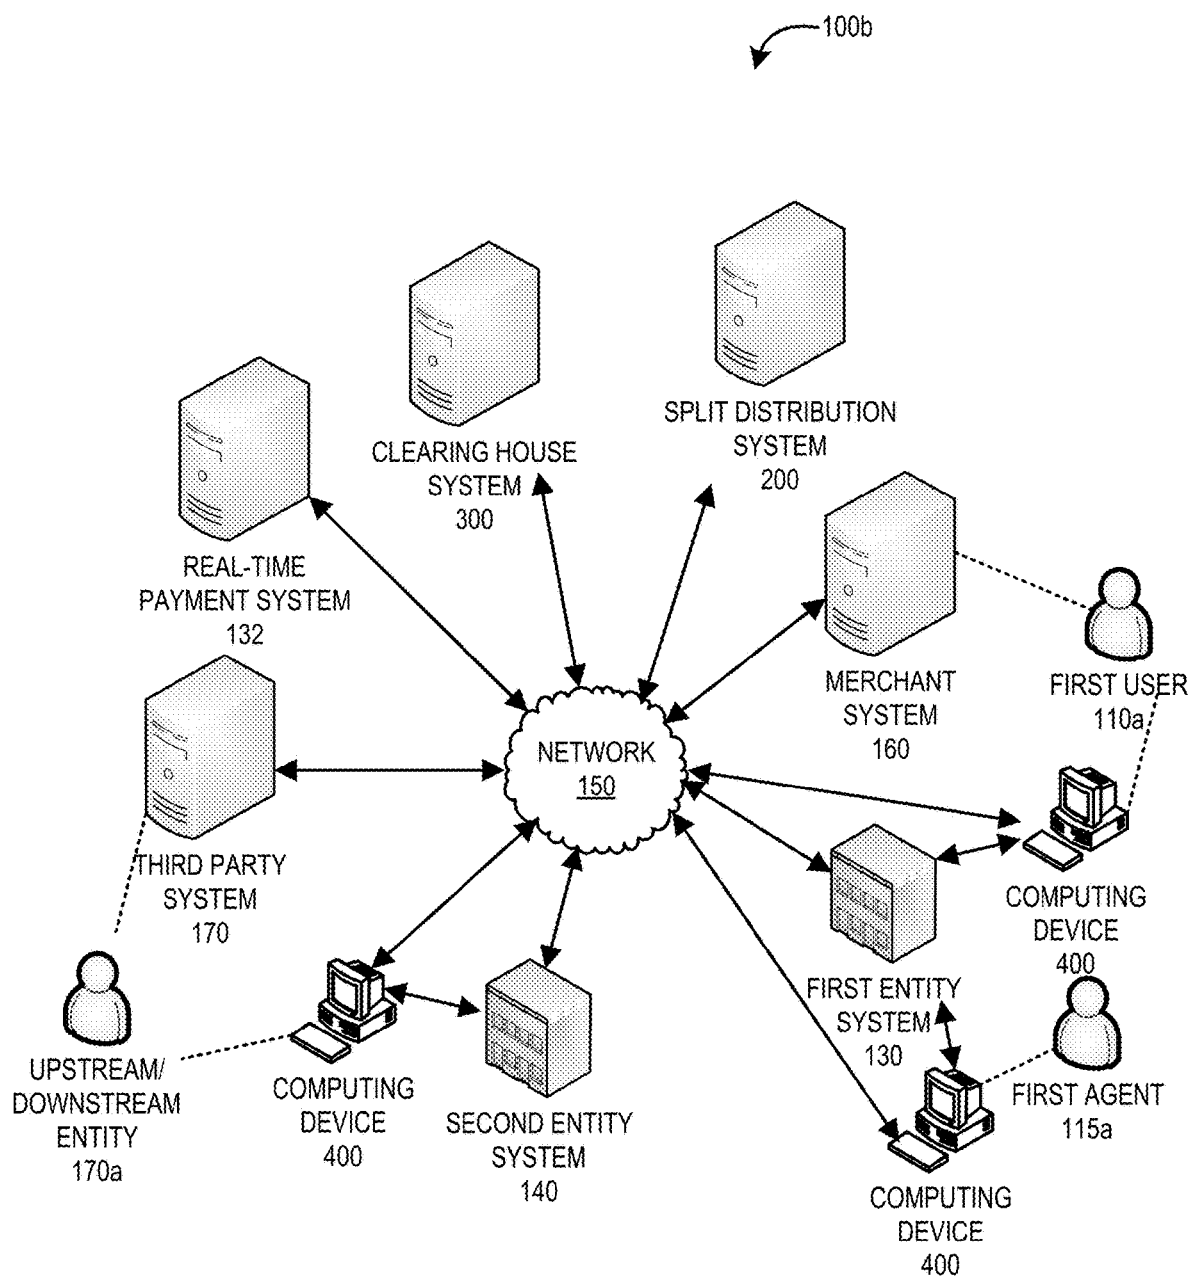 100b
SPLIT DISTRIBUTION
SYSTEM
200
CLEARING HOUSE
SYSTEM
300
REAL-TIME
PAYMENT SYSTEM
132
MERCHANT
SYSTEM
160
FIRST USER
110a
NETWORK
150
THIRD PARTY
SYSTEM
170
COMPUTING
DEVICE
400
FIRST ENTITY
SYSTEM
130
UPSTREAM/
DOWNSTREAM
ENTITY
170a
COMPUTING
DEVICE
400
SECOND ENTITY
SYSTEM
140
FIRST AGENT
115a
COMPUTING
DEVICE
400